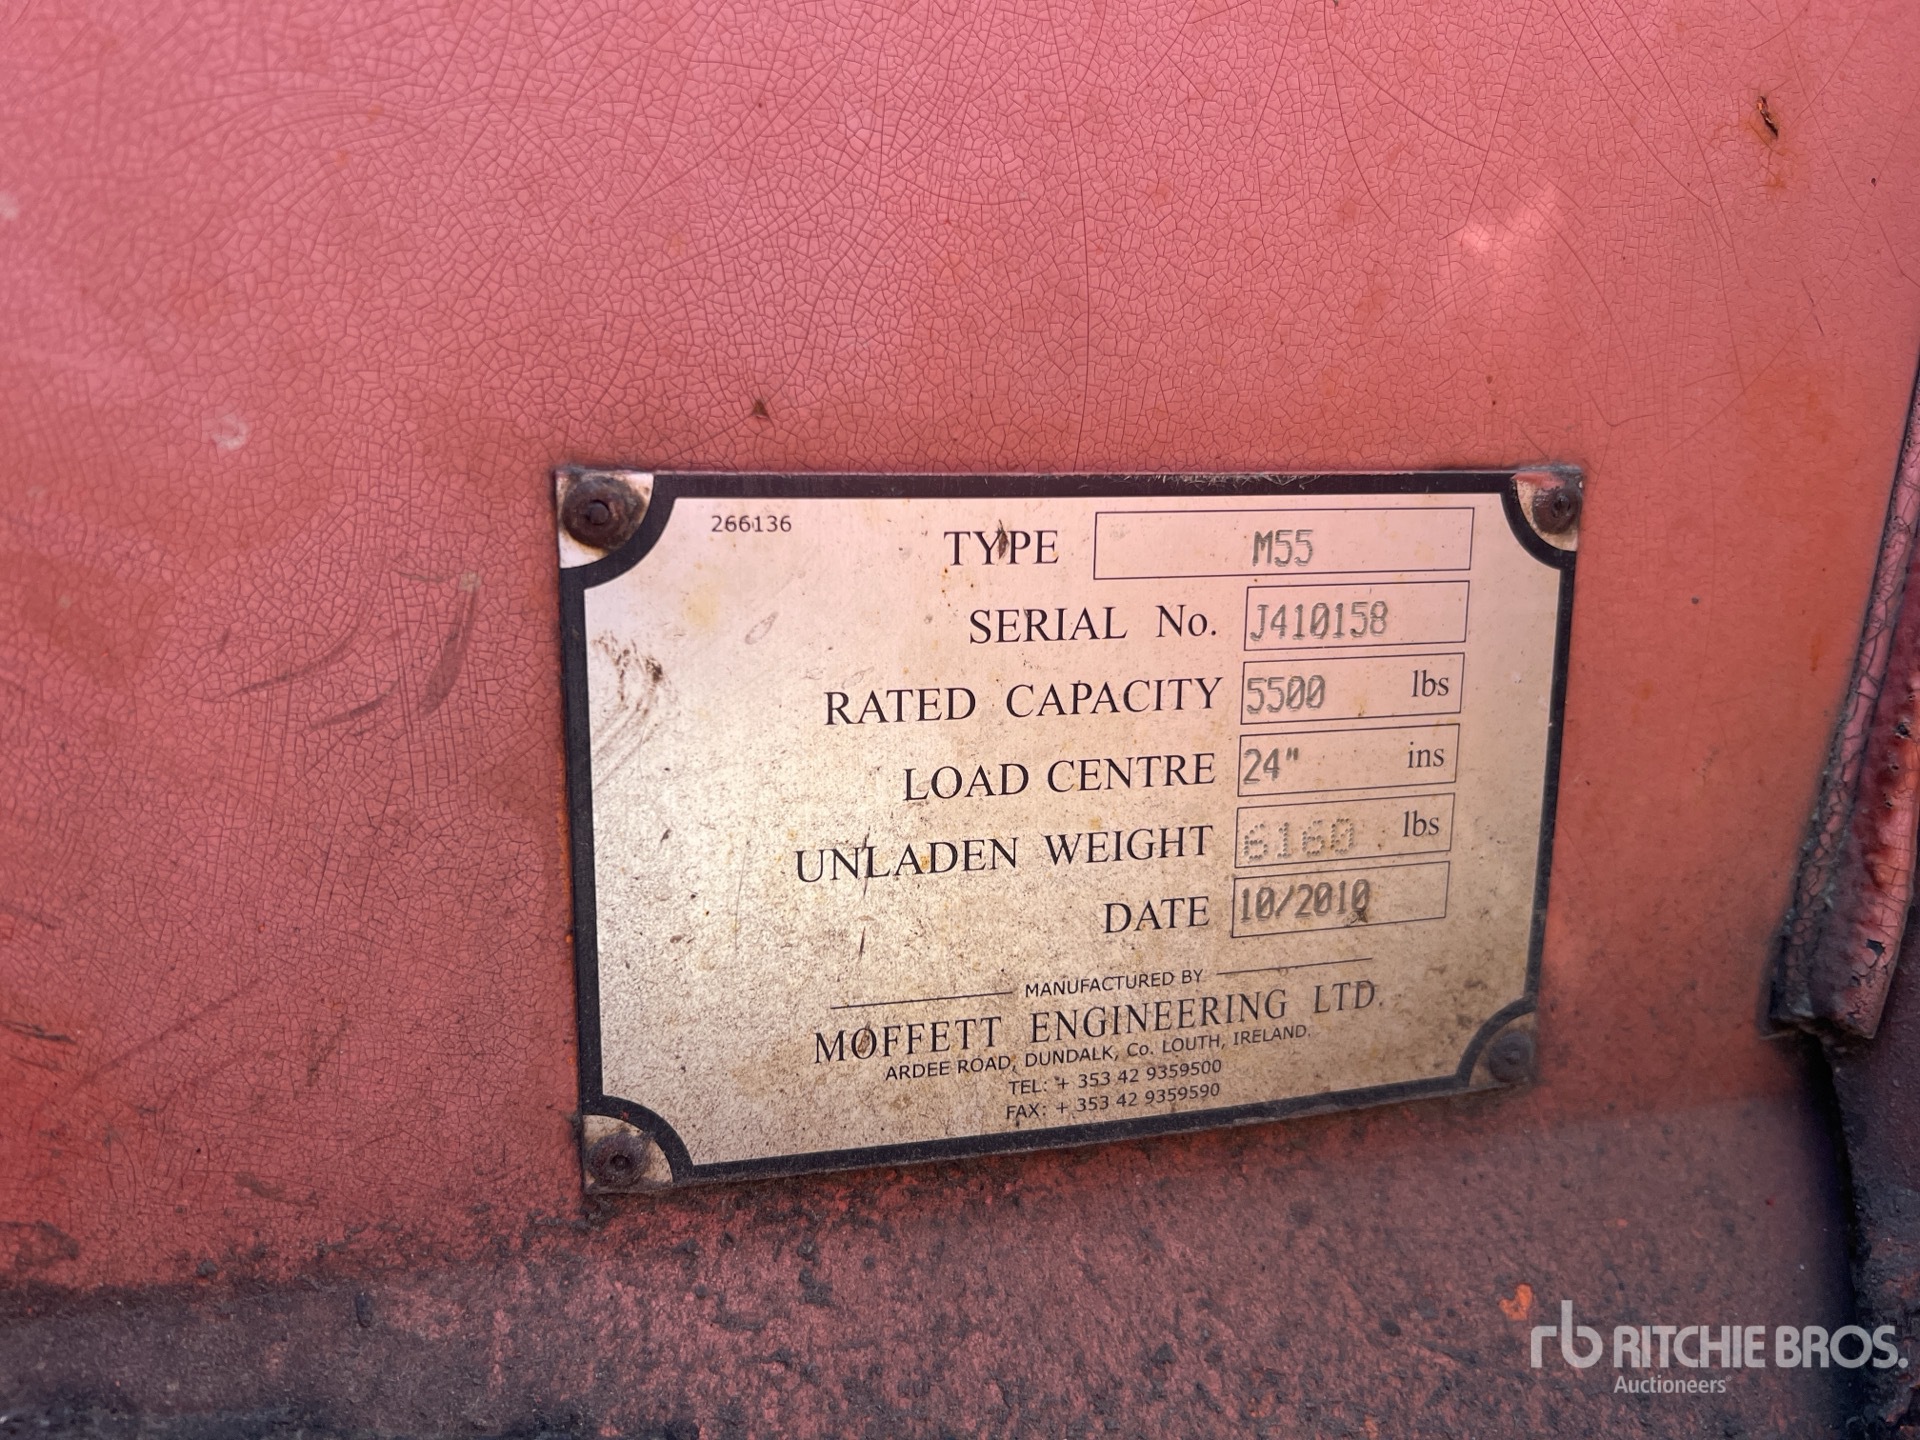 266136
TYPE M55
SERIAL No. J410158
RATED CAPACITY 5500 lbs
LOAD CENTRE 24" ins
UNLADEN WEIGHT 6160 lbs
DATE 10/2010
MANUFACTURED BY
MOFFETT ENGINEERING LTD.
ARDEE ROAD, DUNDALK, Co. LOUTH, IRELAND.
TEL: + 353 42 9359500
FAX: + 353 42 9359590
rb RITCHIE BROS.
Auctioneers